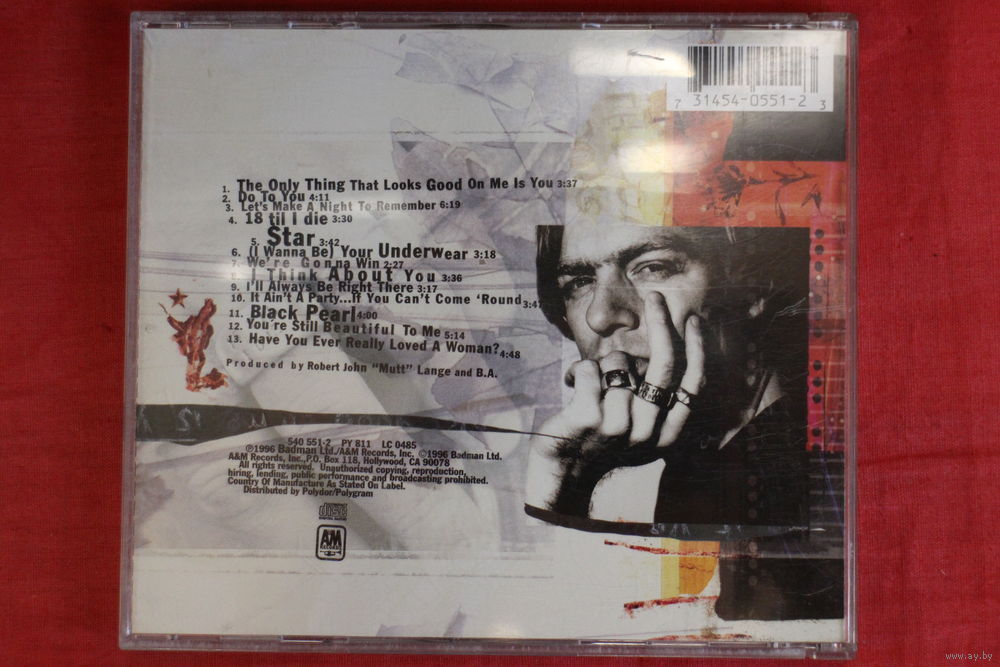 7 31454-0551-2 3
1. The Only Thing That Looks Good On Me Is You 3:37
2. Do To You 4:11
3. Let's Make A Night To Remember 6:19
4. 18 til I die 3:30
5. Star 3:42
6. (I Wanna Be) Your Underwear 3:18
7. We're Gonna Win 2:27
8. I Think About You 3:36
9. I'll Always Be Right There 3:17
10. It Ain't A Party...If You Can't Come 'Round 3:47
11. Black Pearl 4:00
12. You're Still Beautiful To Me 5:14
13. Have You Ever Really Loved A Woman? 4:48
Produced by Robert John "Mutt" Lange and B.A.
540 551-2 PY 811 LC 0485
℗1996 Badman Ltd./A&M Records, Inc. ©1996 Badman Ltd.
A&M Records, Inc.,P.O. Box 118, Hollywood, CA 90078
All rights reserved. Unauthorized copying, reproduction,
hiring, lending, public performance and broadcasting prohibited.
Country Of Manufacture As Stated On Label.
Distributed by Polydor/Polygram
disc
A&M
www.ay.by